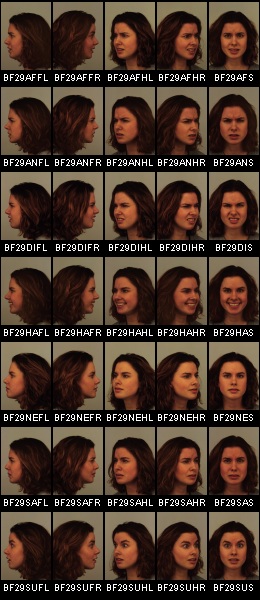 BF29AFFL BF29AFFR BF29AFHL BF29AFHR BF29AFS
BF29ANFL BF29ANFR BF29ANHL BF29ANHR BF29ANS
BF29DIFL BF29DIFR BF29DIHL BF29DIHR BF29DIS
BF29HAFL BF29HAFR BF29HAHL BF29HAHR BF29HAS
BF29NEFL BF29NEFR BF29NEHL BF29NEHR BF29NES
BF29SAFL BF29SAFR BF29SAHL BF29SAHR BF29SAS
BF29SUFL BF29SUFR BF29SUHL BF29SUHR BF29SUS